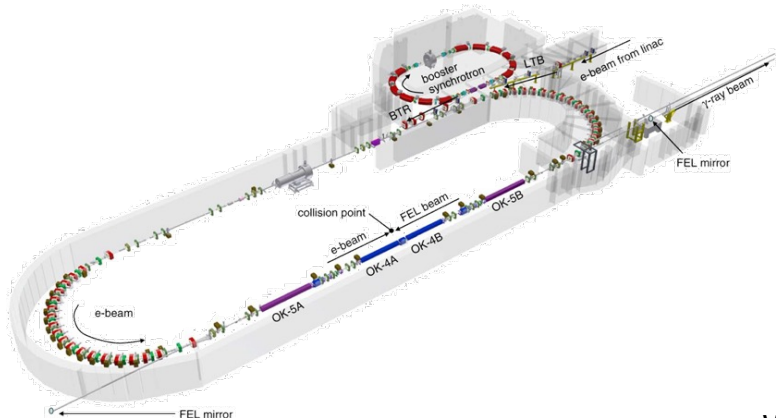 LTB
e-beam from linac
booster
synchrotron
BTR
γ-ray beam
FEL mirror
collision point
FEL beam
e-beam
OK-5B
OK-4B
OK-4A
OK-5A
e-beam
FEL mirror